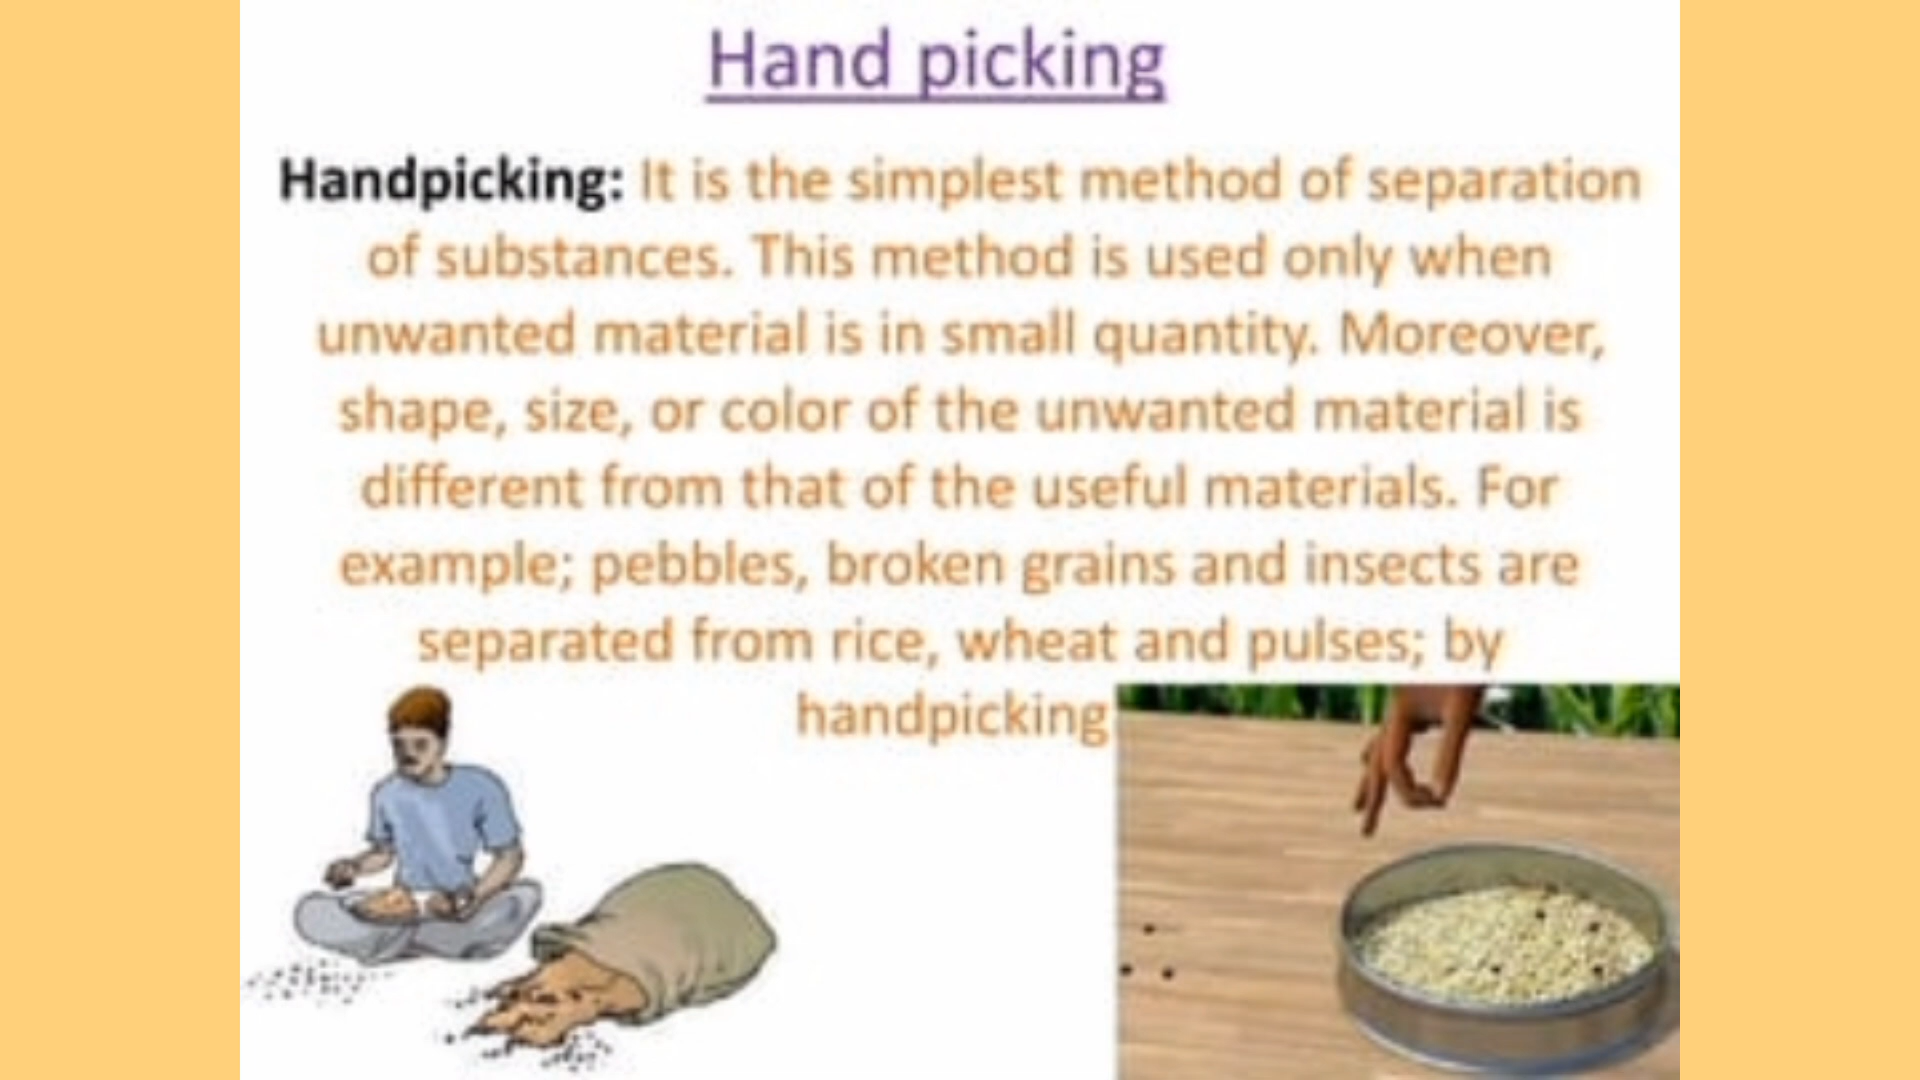 Hand picking
Handpicking: It is the simplest method of separation
of substances. This method is used only when
unwanted material is in small quantity. Moreover,
shape, size, or color of the unwanted material is
different from that of the useful materials. For
example; pebbles, broken grains and insects are
separated from rice, wheat and pulses; by
handpicking